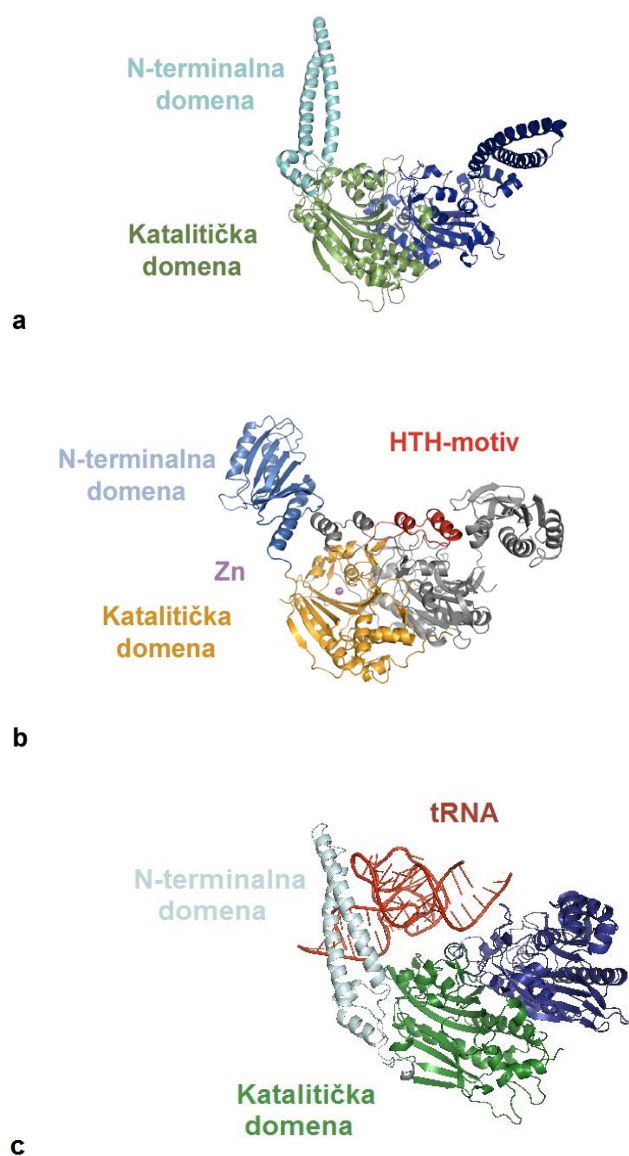 N-terminalna
domena
Katalitička
domena
a
N-terminalna
domena
HTH-motiv
Zn
Katalitička
domena
b
tRNA
N-terminalna
domena
Katalitička
domena
c